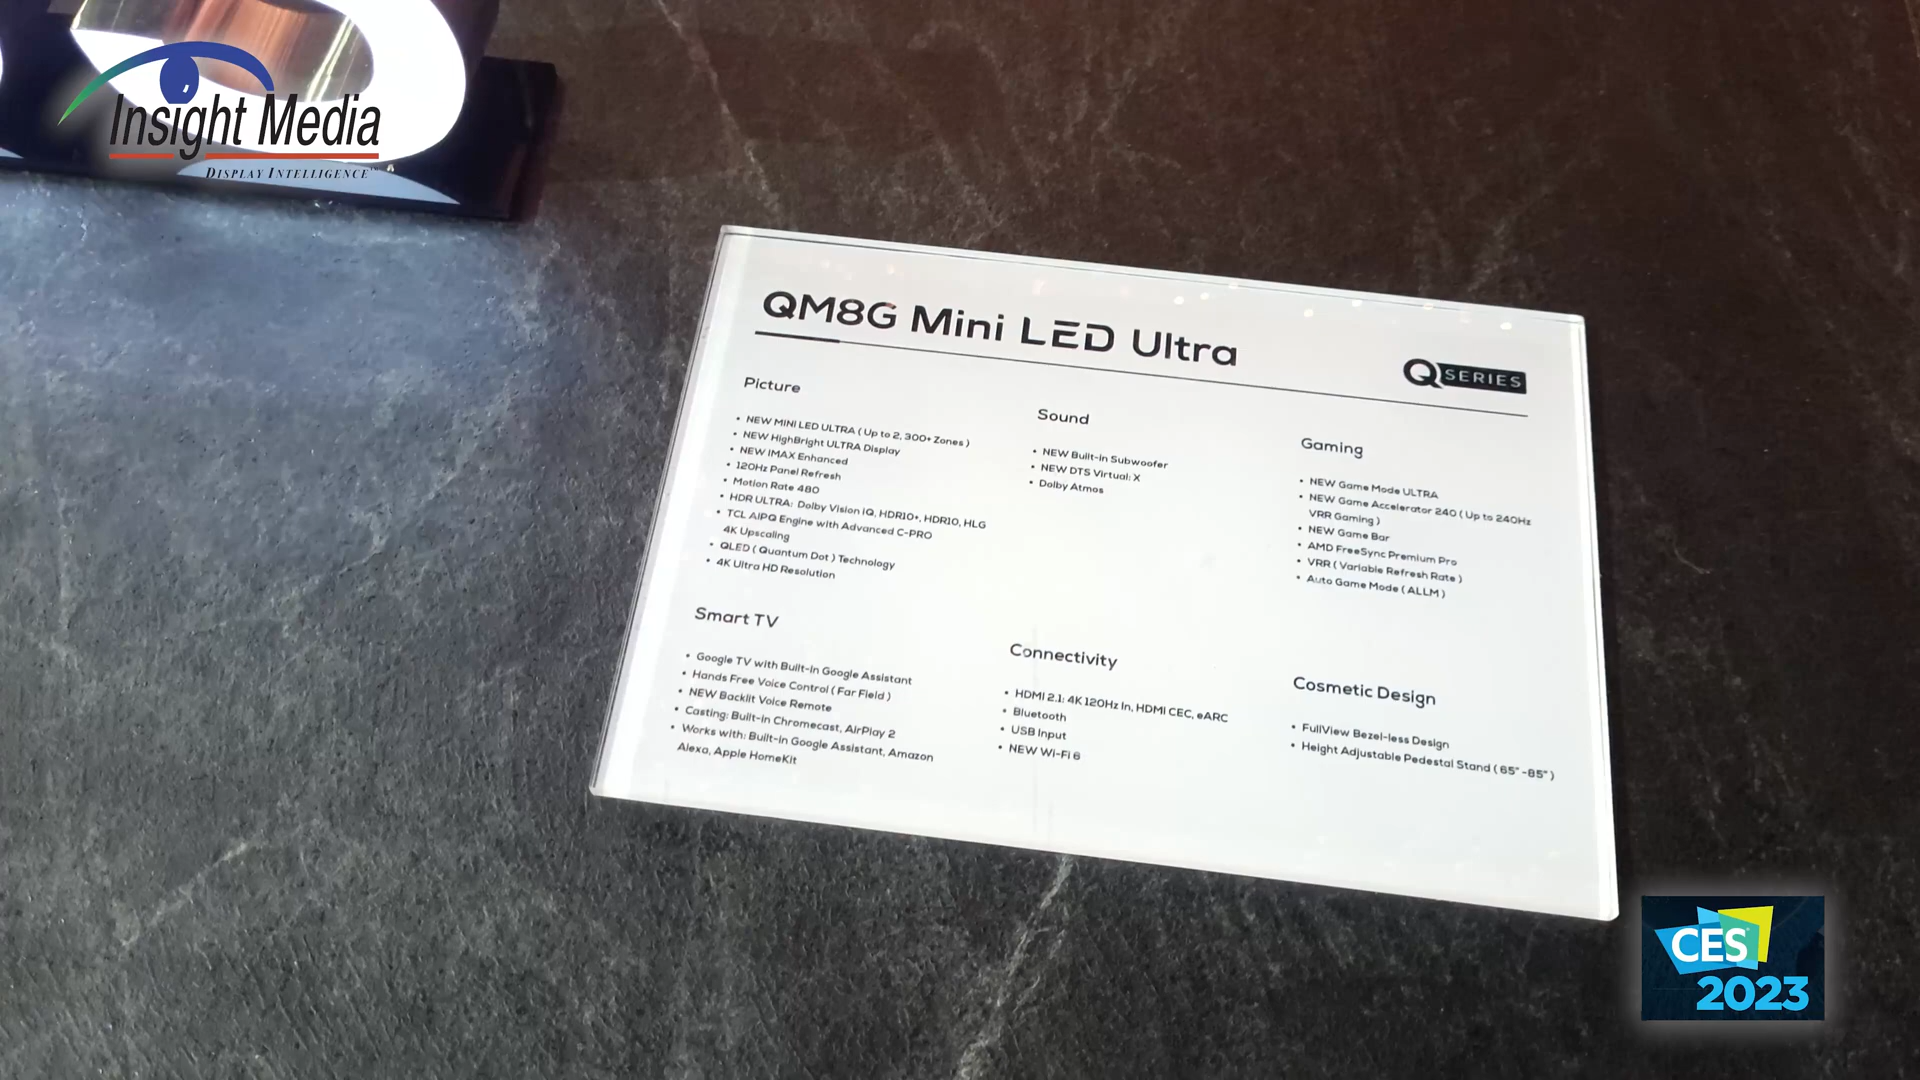 Insight Media
DISPLAY INTELLIGENCE
QM8G Mini LED Ultra
Q SERIES
Picture
• NEW MINI LED ULTRA ( Up to 2, 300+ Zones )
• NEW HighBright ULTRA Display
• NEW IMAX Enhanced
• 120Hz Panel Refresh
• Motion Rate 480
• HDR ULTRA: Dolby Vision IQ, HDR10+, HDR10, HLG
• TCL AIPQ Engine with Advanced C-PRO
4K Upscaling
• QLED ( Quantum Dot ) Technology
• 4K Ultra HD Resolution
Sound
• NEW Built-in Subwoofer
• NEW DTS Virtual: X
• Dolby Atmos
Gaming
• NEW Game Mode ULTRA
• NEW Game Accelerator 240 ( Up to 240Hz
VRR Gaming )
• NEW Game Bar
• AMD FreeSync Premium Pro
• VRR ( Variable Refresh Rate )
• Auto Game Mode ( ALLM )
Smart TV
• Google TV with Built-in Google Assistant
• Hands Free Voice Control ( Far Field )
• NEW Backlit Voice Remote
• Casting: Built-in Chromecast, AirPlay 2
• Works with: Built-in Google Assistant, Amazon
Alexa, Apple HomeKit
Connectivity
• HDMI 2.1: 4K 120Hz In, HDMI CEC, eARC
• Bluetooth
• USB Input
• NEW Wi-Fi 6
Cosmetic Design
• FullView Bezel-less Design
• Height Adjustable Pedestal Stand ( 65" -85" )
CES
2023